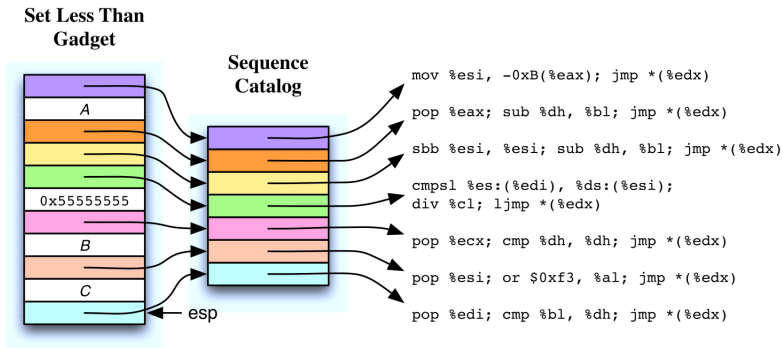 Set Less Than
Gadget
A
0x55555555
B
C
esp
Sequence
Catalog
mov %esi, -0xB(%eax); jmp *(%edx)
pop %eax; sub %dh, %bl; jmp *(%edx)
sbb %esi, %esi; sub %dh, %bl; jmp *(%edx)
cmpsl %es:(%edi), %ds:(%esi);
div %cl; ljmp *(%edx)
pop %ecx; cmp %dh, %dh; jmp *(%edx)
pop %esi; or $0xf3, %al; jmp *(%edx)
pop %edi; cmp %bl, %dh; jmp *(%edx)